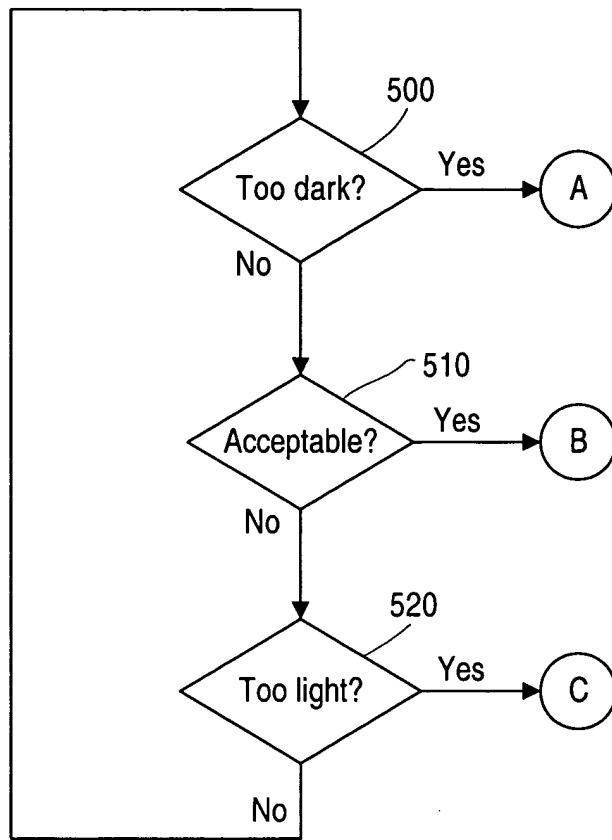 500
Too dark?
Yes
A
No
510
Acceptable?
Yes
B
No
520
Too light?
Yes
C
No